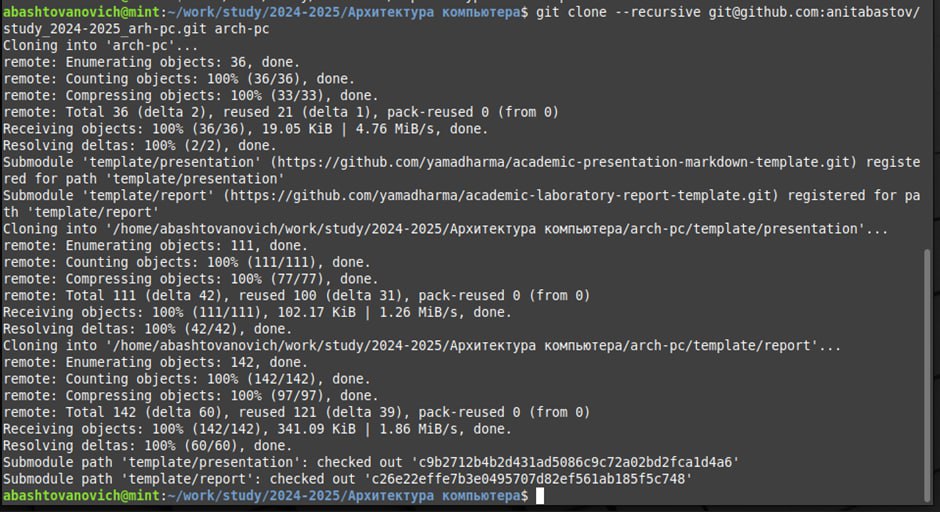 abashtovanovich@mint:~/work/study/2024-2025/Архитектура компьютера$ git clone --recursive git@github.com:anitabastov/
study_2024-2025_arh-pc.git arch-pc
Cloning into 'arch-pc'...
remote: Enumerating objects: 36, done.
remote: Counting objects: 100% (36/36), done.
remote: Compressing objects: 100% (33/33), done.
remote: Total 36 (delta 2), reused 21 (delta 1), pack-reused 0 (from 0)
Receiving objects: 100% (36/36), 19.05 KiB | 4.76 MiB/s, done.
Resolving deltas: 100% (2/2), done.
Submodule 'template/presentation' (https://github.com/yamadharma/academic-presentation-markdown-template.git) registe
red for path 'template/presentation'
Submodule 'template/report' (https://github.com/yamadharma/academic-laboratory-report-template.git) registered for pa
th 'template/report'
Cloning into '/home/abashtovanovich/work/study/2024-2025/Архитектура компьютера/arch-pc/template/presentation'...
remote: Enumerating objects: 111, done.
remote: Counting objects: 100% (111/111), done.
remote: Compressing objects: 100% (77/77), done.
remote: Total 111 (delta 42), reused 100 (delta 31), pack-reused 0 (from 0)
Receiving objects: 100% (111/111), 102.17 KiB | 1.26 MiB/s, done.
Resolving deltas: 100% (42/42), done.
Cloning into '/home/abashtovanovich/work/study/2024-2025/Архитектура компьютера/arch-pc/template/report'...
remote: Enumerating objects: 142, done.
remote: Counting objects: 100% (142/142), done.
remote: Compressing objects: 100% (97/97), done.
remote: Total 142 (delta 60), reused 121 (delta 39), pack-reused 0 (from 0)
Receiving objects: 100% (142/142), 341.09 KiB | 1.86 MiB/s, done.
Resolving deltas: 100% (60/60), done.
Submodule path 'template/presentation': checked out 'c9b2712b4b2d431ad5086c9c72a02bd2fca1d4a6'
Submodule path 'template/report': checked out 'c26e22effe7b3e0495707d82ef561ab185f5c748'
abashtovanovich@mint:~/work/study/2024-2025/Архитектура компьютера$